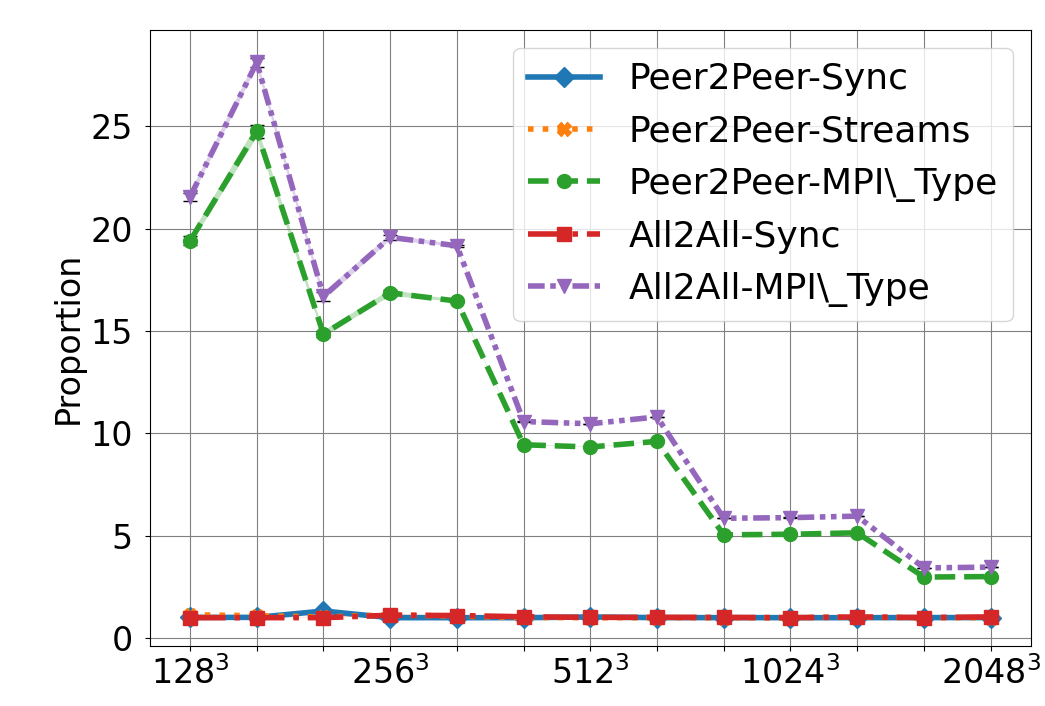 Proportion
25
20
15
10
5
0
Peer2Peer-Sync
Peer2Peer-Streams
Peer2Peer-MPI\_Type
All2All-Sync
All2All-MPI\_Type
128³ 256³ 512³ 1024³ 2048³